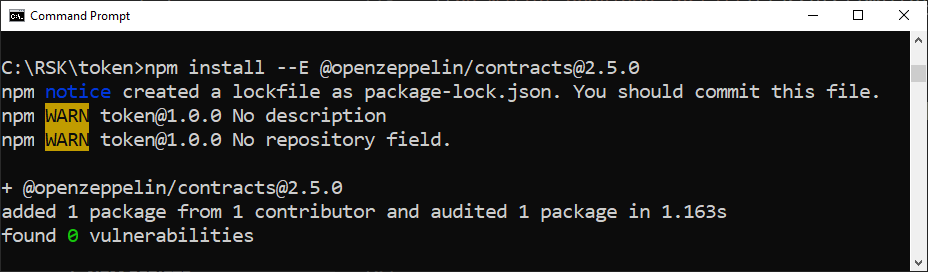 Command Prompt
C:\RSK\token>npm install --E @openzeppelin/contracts@2.5.0
npm notice created a lockfile as package-lock.json. You should commit this file.
npm WARN token@1.0.0 No description
npm WARN token@1.0.0 No repository field.
+ @openzeppelin/contracts@2.5.0
added 1 package from 1 contributor and audited 1 package in 1.163s
found 0 vulnerabilities